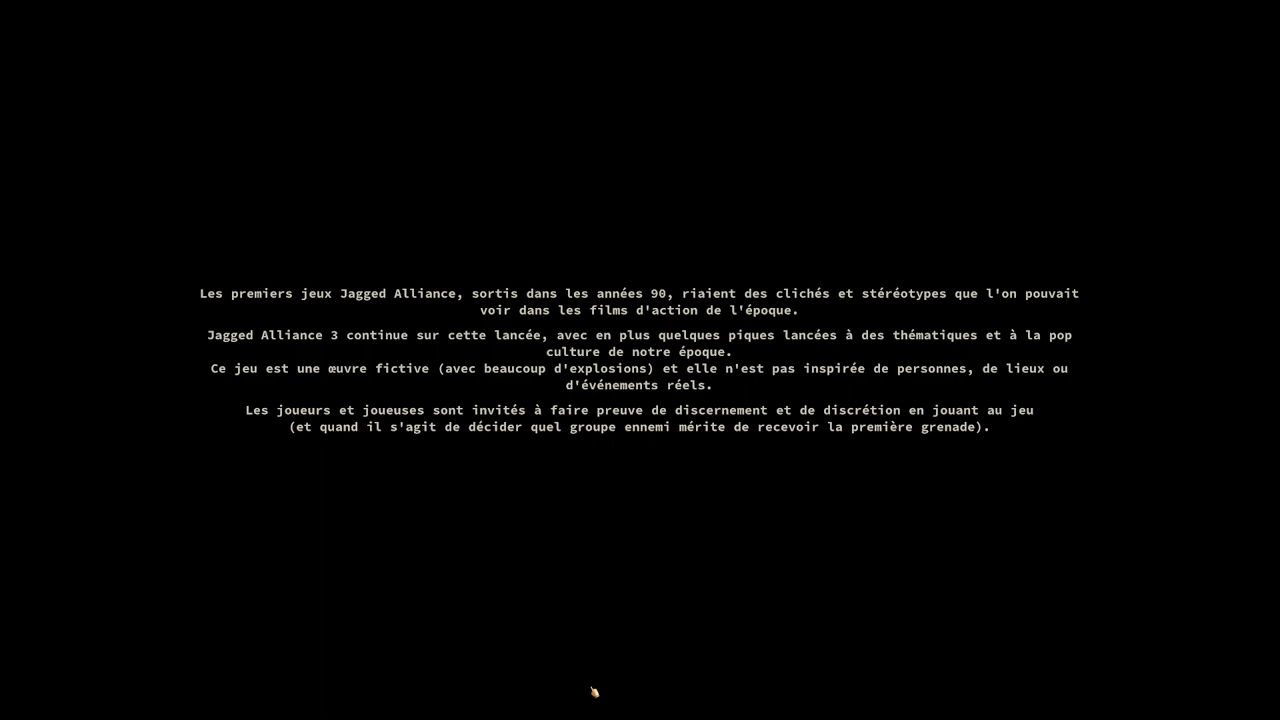 Les premiers jeux Jagged Alliance, sortis dans les années 90, riaient des clichés et stéréotypes que l'on pouvait
voir dans les films d'action de l'époque.
Jagged Alliance 3 continue sur cette lancée, avec en plus quelques piques lancées à des thématiques et à la pop
culture de notre époque.
Ce jeu est une œuvre fictive (avec beaucoup d'explosions) et elle n'est pas inspirée de personnes, de lieux ou
d'événements réels.
Les joueurs et joueuses sont invités à faire preuve de discernement et de discrétion en jouant au jeu
(et quand il s'agit de décider quel groupe ennemi mérite de recevoir la première grenade).